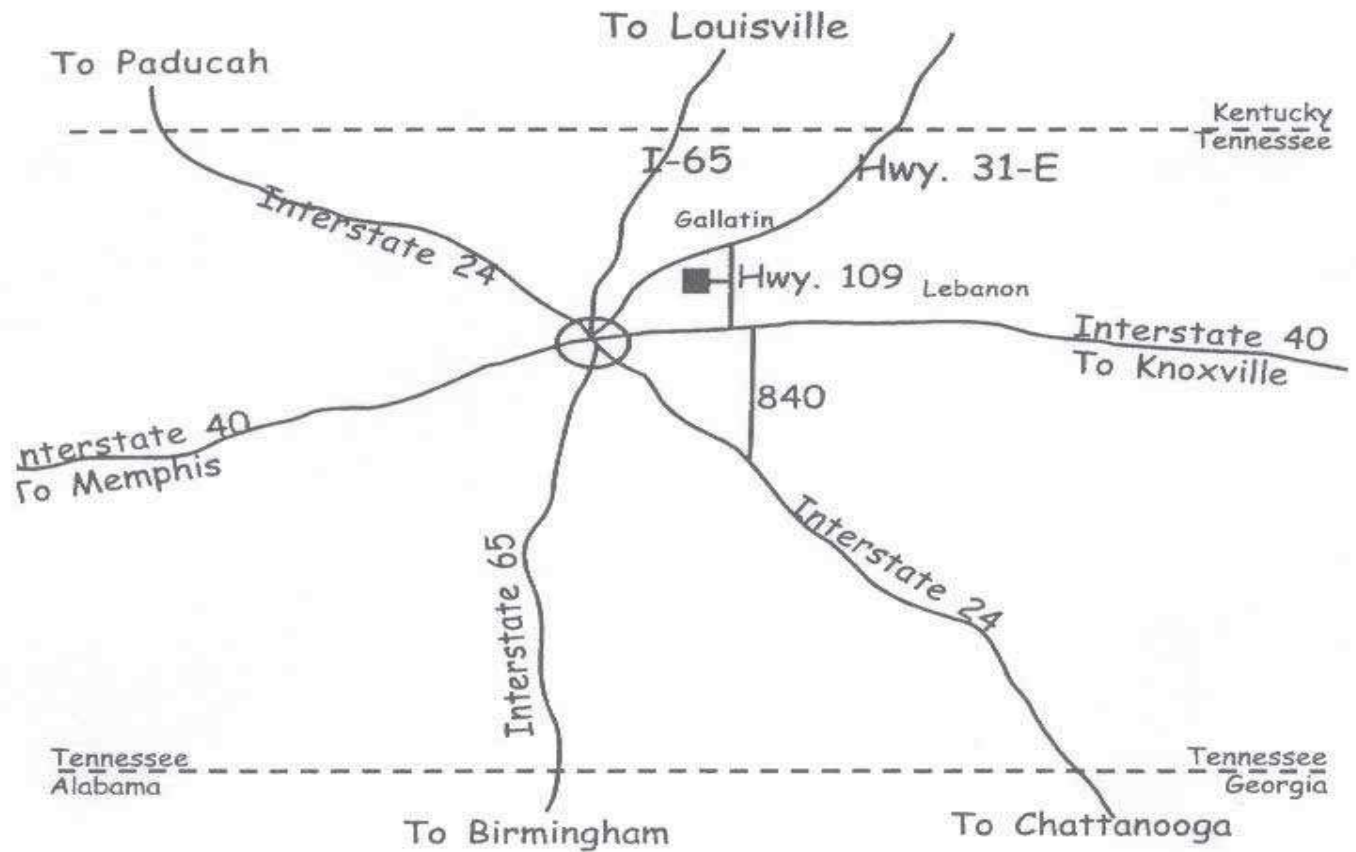 To Louisville
To Paducah
Kentucky
Tennessee
I-65
Hwy. 31-E
Interstate 24
Gallatin
Hwy. 109
Lebanon
Interstate 40
To Knoxville
840
nterstate 40
To Memphis
Interstate 65
Interstate 24
Tennessee
Alabama
Tennessee
Georgia
To Birmingham
To Chattanooga